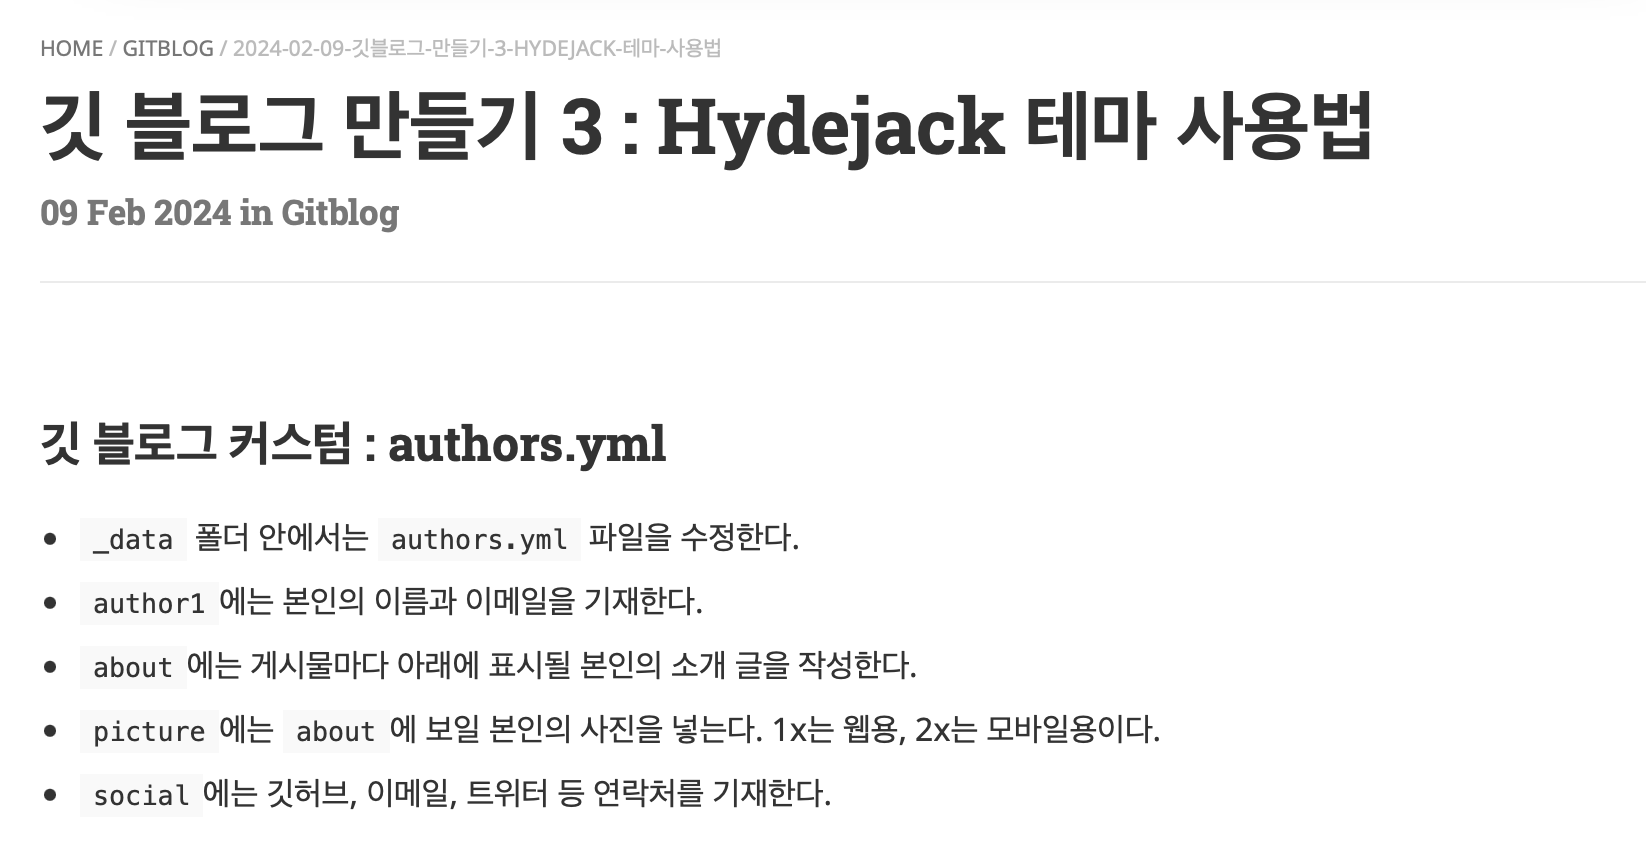 HOME / GITBLOG / 2024-02-09-깃블로그-만들기-3-HYDEJACK-테마-사용법
깃 블로그 만들기 3 : Hydejack 테마 사용법
09 Feb 2024 in Gitblog
깃 블로그 커스텀 : authors.yml
• _data 폴더 안에서는 authors.yml 파일을 수정한다.
• author1 에는 본인의 이름과 이메일을 기재한다.
• about 에는 게시물마다 아래에 표시될 본인의 소개 글을 작성한다.
• picture 에는 about 에 보일 본인의 사진을 넣는다. 1x는 웹용, 2x는 모바일용이다.
• social 에는 깃허브, 이메일, 트위터 등 연락처를 기재한다.